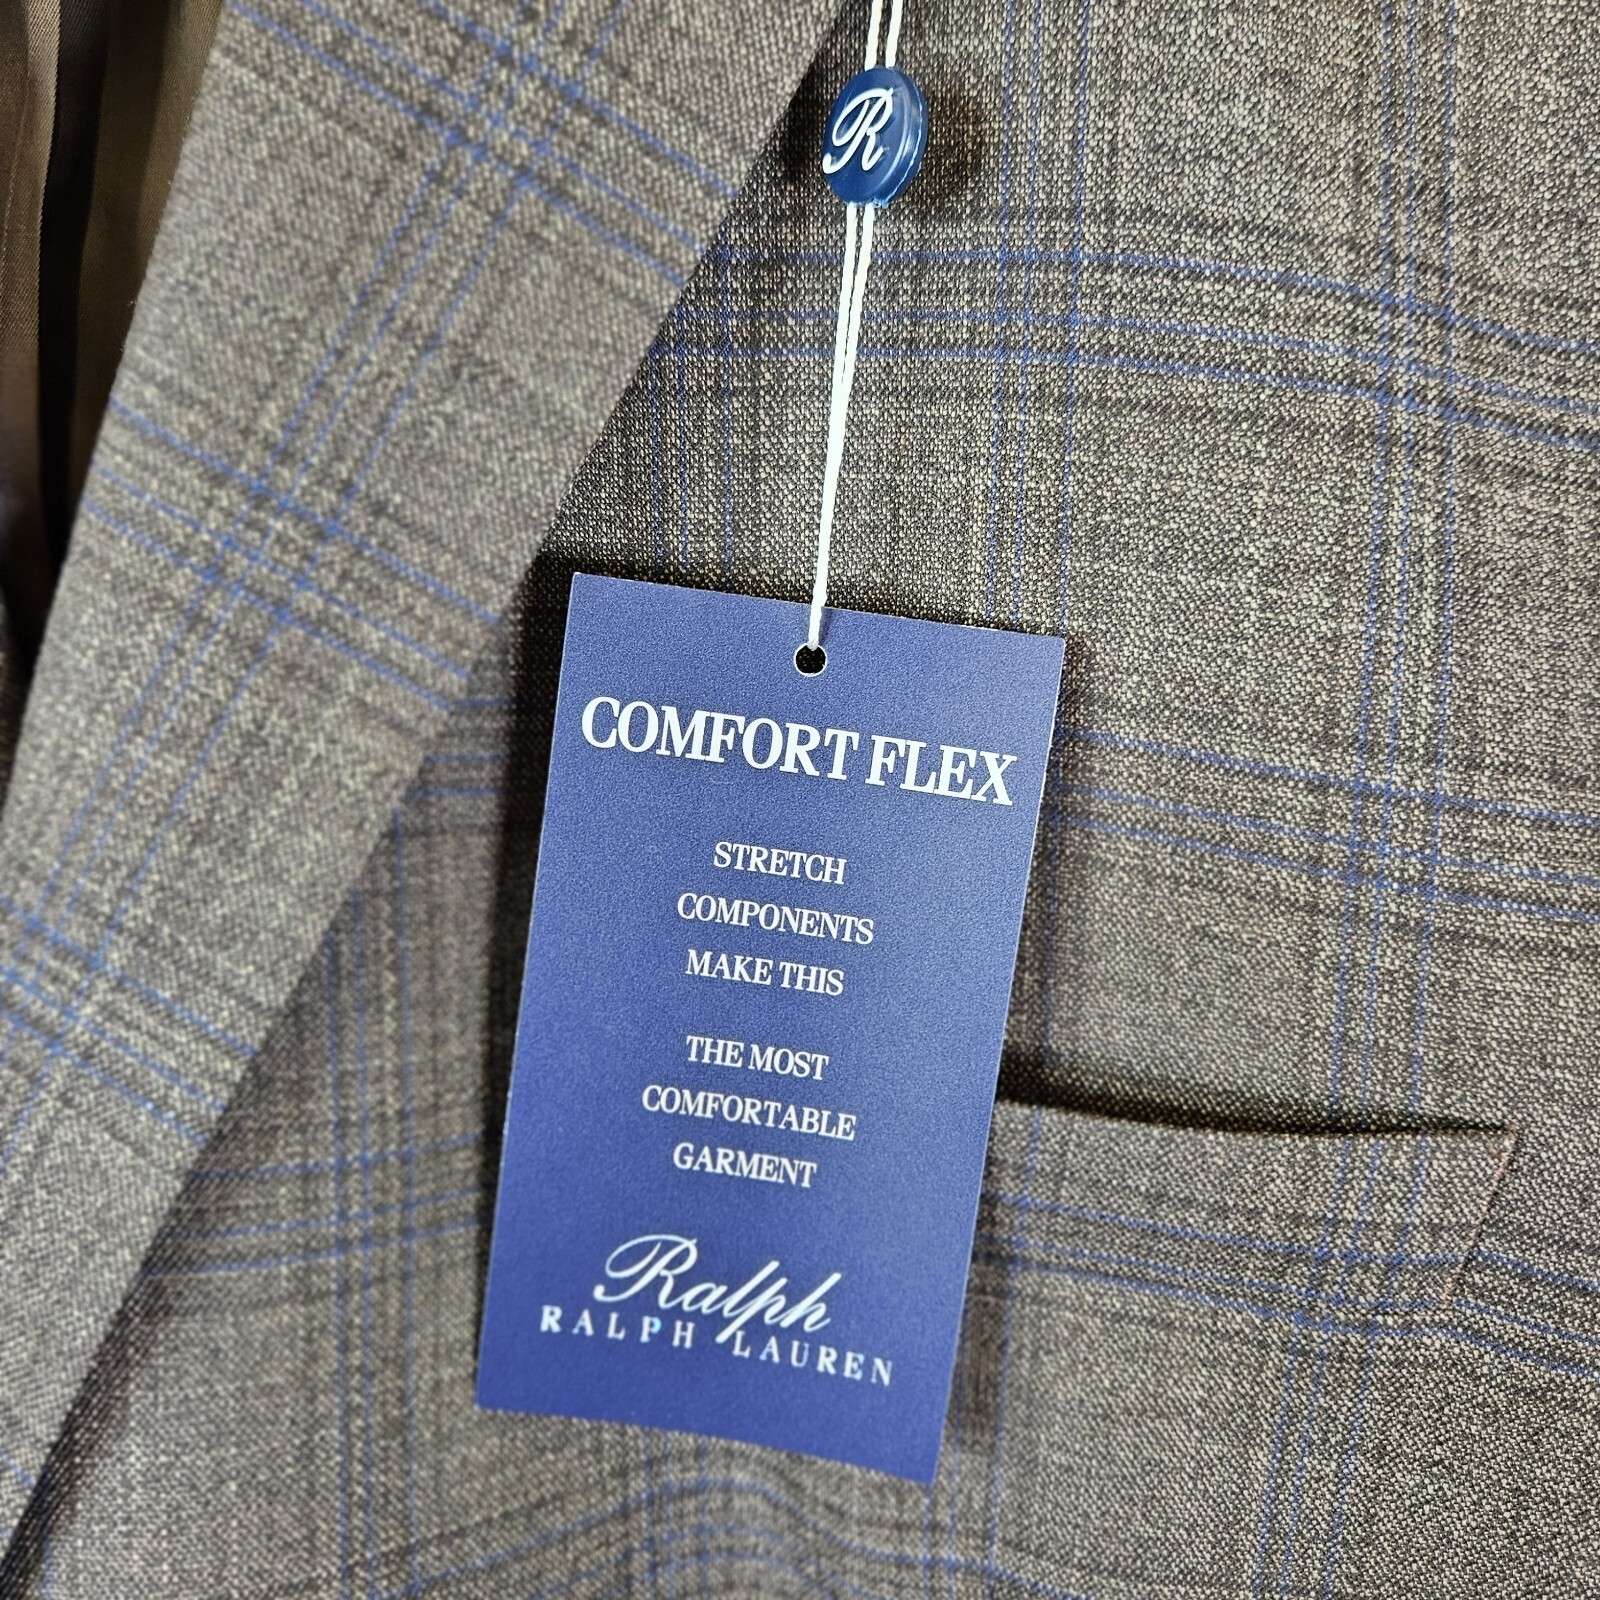 R
COMFORT FLEX
STRETCH
COMPONENTS
MAKE THIS
THE MOST
COMFORTABLE
GARMENT
Ralph
RALPH LAUREN